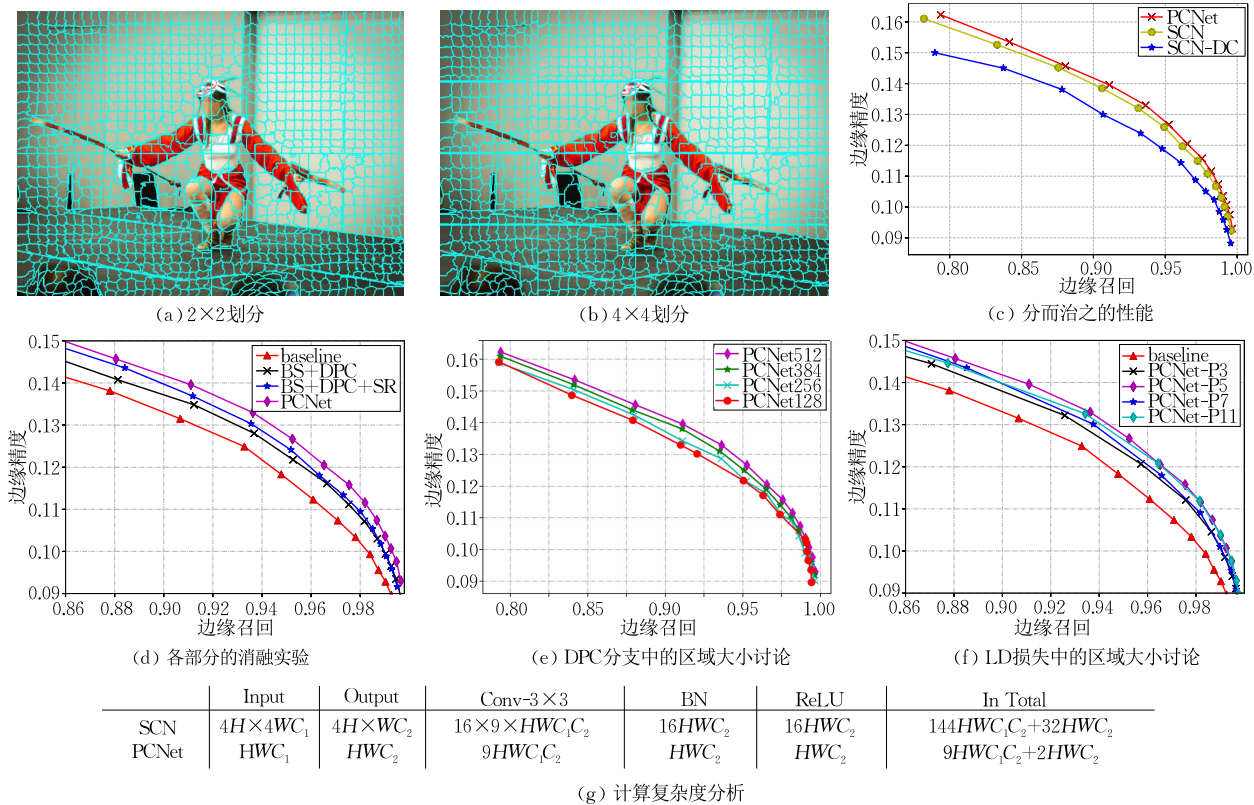 0.16
0.15
0.14
0.13
0.12
0.11
0.10
0.09
边缘精度
PCNet
SCN
SCN-DC
0.80 0.85 0.90 0.95 1.00
边缘召回
(a) 2×2划分
(b) 4×4划分
(c) 分而治之的性能
0.15
0.14
0.13
0.12
0.11
0.10
0.09
边缘精度
baseline
BS+DPC
BS+DPC+SR
PCNet
0.86 0.88 0.90 0.92 0.94 0.96 0.98
边缘召回
(d) 各部分的消融实验
0.16
0.15
0.14
0.13
0.12
0.11
0.10
0.09
边缘精度
PCNet512
PCNet384
PCNet256
PCNet128
0.80 0.85 0.90 0.95 1.00
边缘召回
(e) DPC分支中的区域大小讨论
0.15
0.14
0.13
0.12
0.11
0.10
0.09
边缘精度
baseline
PCNet-P3
PCNet-P5
PCNet-P7
PCNet-P11
0.86 0.88 0.90 0.92 0.94 0.96 0.98
边缘召回
(f) LD损失中的区域大小讨论
Input Output Conv-3×3 BN ReLU In Total
SCN 4H×4WC₁ 4H×WC₂ 16×9×HWC₁C₂ 16HWC₂ 16HWC₂ 144HWC₁C₂+32HWC₂
PCNet HWC₁ HWC₂ 9HWC₁C₂ HWC₂ HWC₂ 9HWC₁C₂+2HWC₂
(g) 计算复杂度分析